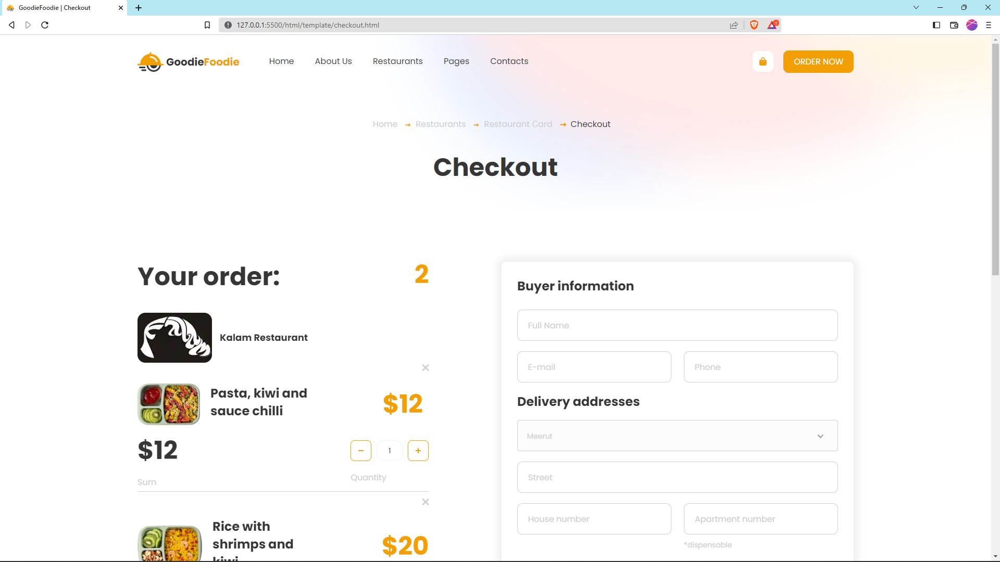 GoodieFoodie | Checkout
127.0.0.1:5500/html/template/checkout.html
1
GoodieFoodie
Home
About Us
Restaurants
Pages
Contacts
ORDER NOW
Home
Restaurants
Restaurant Card
Checkout
Checkout
Your order:
2
Kalam Restaurant
Pasta, kiwi and
sauce chilli
$12
$12
1
Sum
Quantity
Rice with
shrimps and
kiwi
$20
Buyer information
Full Name
E-mail
Phone
Delivery addresses
Meerut
Street
House number
Apartment number
*dispensable